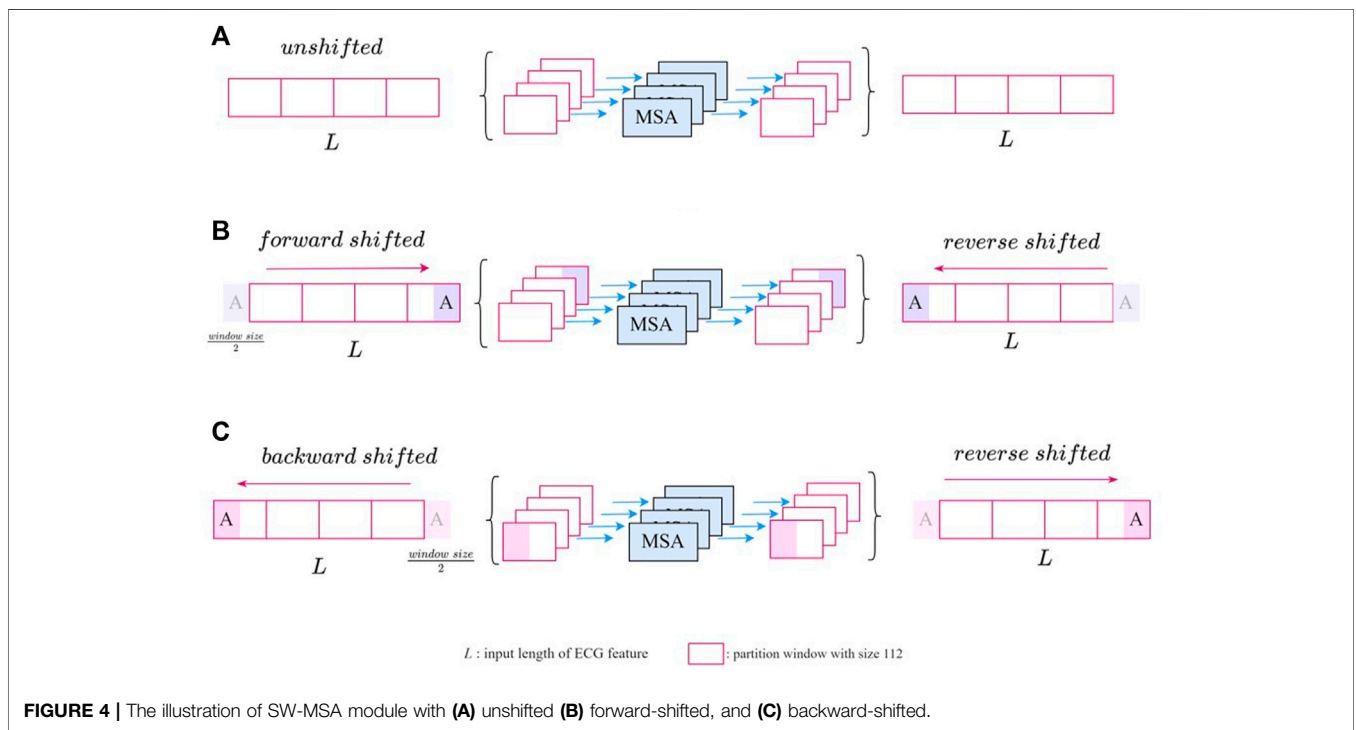 A
unshifted
L
MSA
L
B
forward shifted
reverse shifted
A
A
MSA
A
A
window size
2
L
L
C
backward shifted
reverse shifted
A
A
MSA
A
A
L
window size
2
L
L : input length of ECG feature
: partition window with size 112
FIGURE 4 | The illustration of SW-MSA module with (A) unshifted (B) forward-shifted, and (C) backward-shifted.